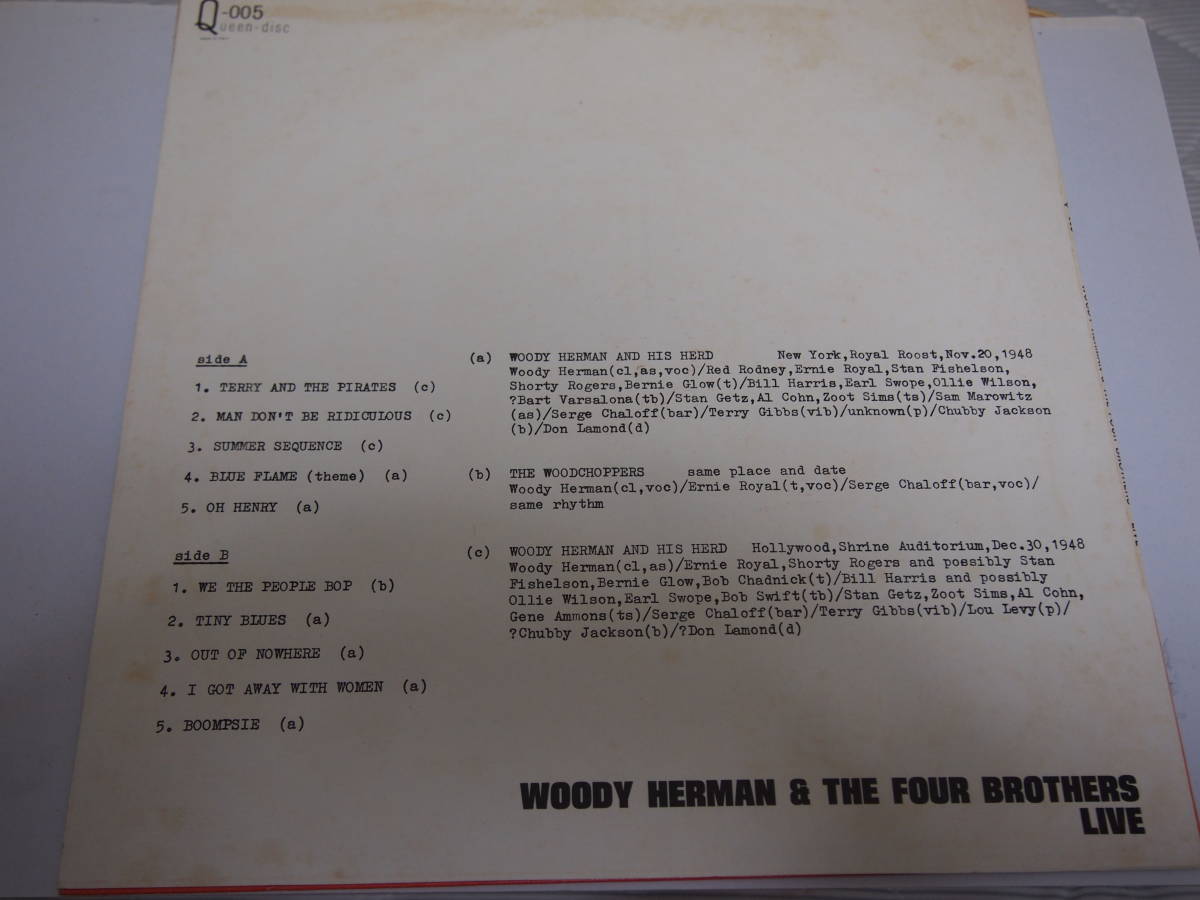 Q-005
Queen-disc
side A
1. TERRY AND THE PIRATES (c)
2. MAN DON'T BE RIDICULOUS (c)
3. SUMMER SEQUENCE (c)
4. BLUE FLAME (theme) (a)
5. OH HENRY (a)
side B
1. WE THE PEOPLE BOP (b)
2. TINY BLUES (a)
3. OUT OF NOWHERE (a)
4. I GOT AWAY WITH WOMEN (a)
5. BOOMPSIE (a)
(a) WOODY HERMAN AND HIS HERD New York,Royal Roost,Nov.20,1948
Woody Herman(cl,as,voc)/Red Rodney,Ernie Royal,Stan Fishelson,
Shorty Rogers,Bernie Glow(t)/Bill Harris,Earl Swope,Ollie Wilson,
?Bart Varsalona(tb)/Stan Getz,Al Cohn,Zoot Sims(ts)/Sam Marowitz
(as)/Serge Chaloff(bar)/Terry Gibbs(vib)/unknown(p)/Chubby Jackson
(b)/Don Lamond(d)
(b) THE WOODCHOPPERS same place and date
Woody Herman(cl,voc)/Ernie Royal(t,voc)/Serge Chaloff(bar,voc)/
same rhythm
(c) WOODY HERMAN AND HIS HERD Hollywood,Shrine Auditorium,Dec.30,1948
Woody Herman(cl,as)/Ernie Royal,Shorty Rogers and possibly Stan
Fishelson,Bernie Glow,Bob Chadnick(t)/Bill Harris and possibly
Ollie Wilson,Earl Swope,Bob Swift(tb)/Stan Getz,Zoot Sims,Al Cohn,
Gene Ammons(ts)/Serge Chaloff(bar)/Terry Gibbs(vib)/Lou Levy(p)/
?Chubby Jackson(b)/?Don Lamond(d)
WOODY HERMAN & THE FOUR BROTHERS
LIVE